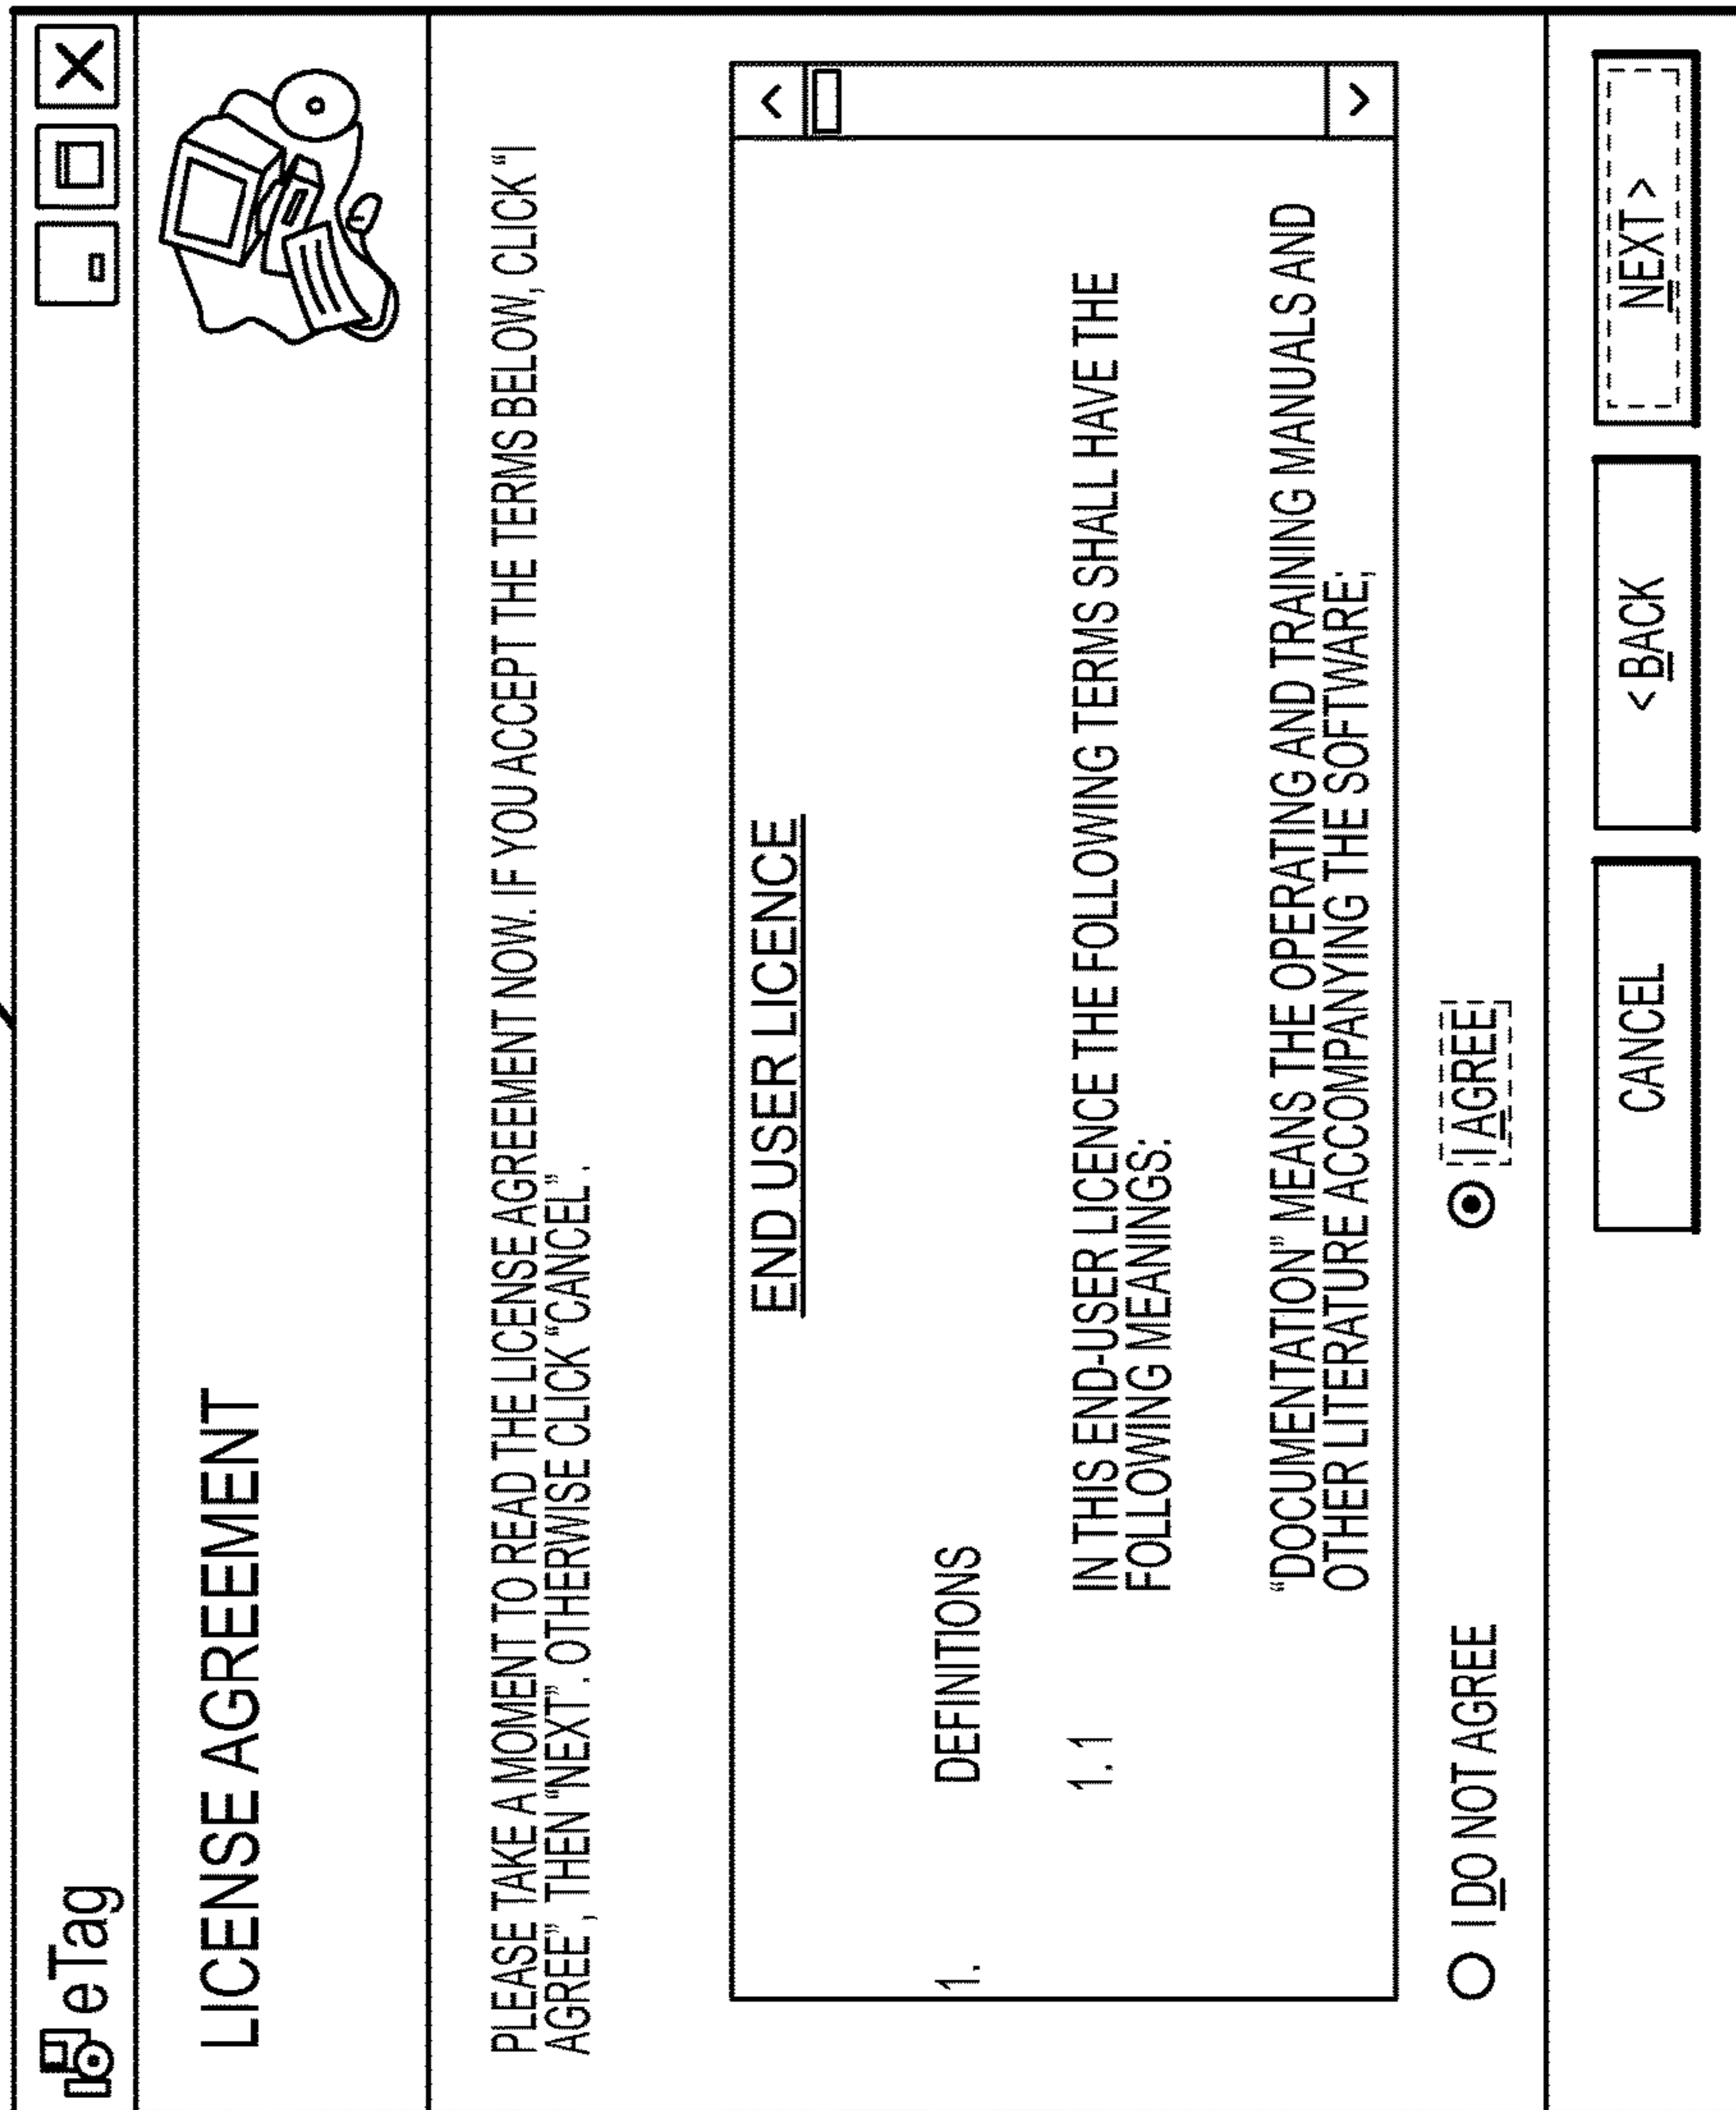 eTag
LICENSE AGREEMENT
PLEASE TAKE A MOMENT TO READ THE LICENSE AGREEMENT NOW. IF YOU ACCEPT THE TERMS BELOW, CLICK “I
AGREE”, THEN “NEXT”. OTHERWISE CLICK “CANCEL”.
END USER LICENCE
1. DEFINITIONS
1.1 IN THIS END-USER LICENCE THE FOLLOWING TERMS SHALL HAVE THE
FOLLOWING MEANINGS:
“DOCUMENTATION” MEANS THE OPERATING AND TRAINING MANUALS AND
OTHER LITERATURE ACCOMPANYING THE SOFTWARE;
I DO NOT AGREE I AGREE
CANCEL < BACK NEXT >